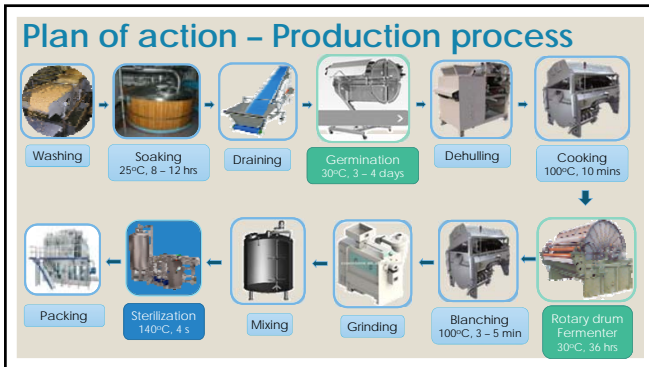 Plan of action – Production process
Washing
Soaking
25°C, 8 – 12 hrs
Draining
Germination
30°C, 3 – 4 days
Dehulling
Cooking
100°C, 10 mins
Packing
Sterilization
140°C, 4 s
Mixing
Grinding
Blanching
100°C, 3 – 5 min
Rotary drum
Fermenter
30°C, 36 hrs